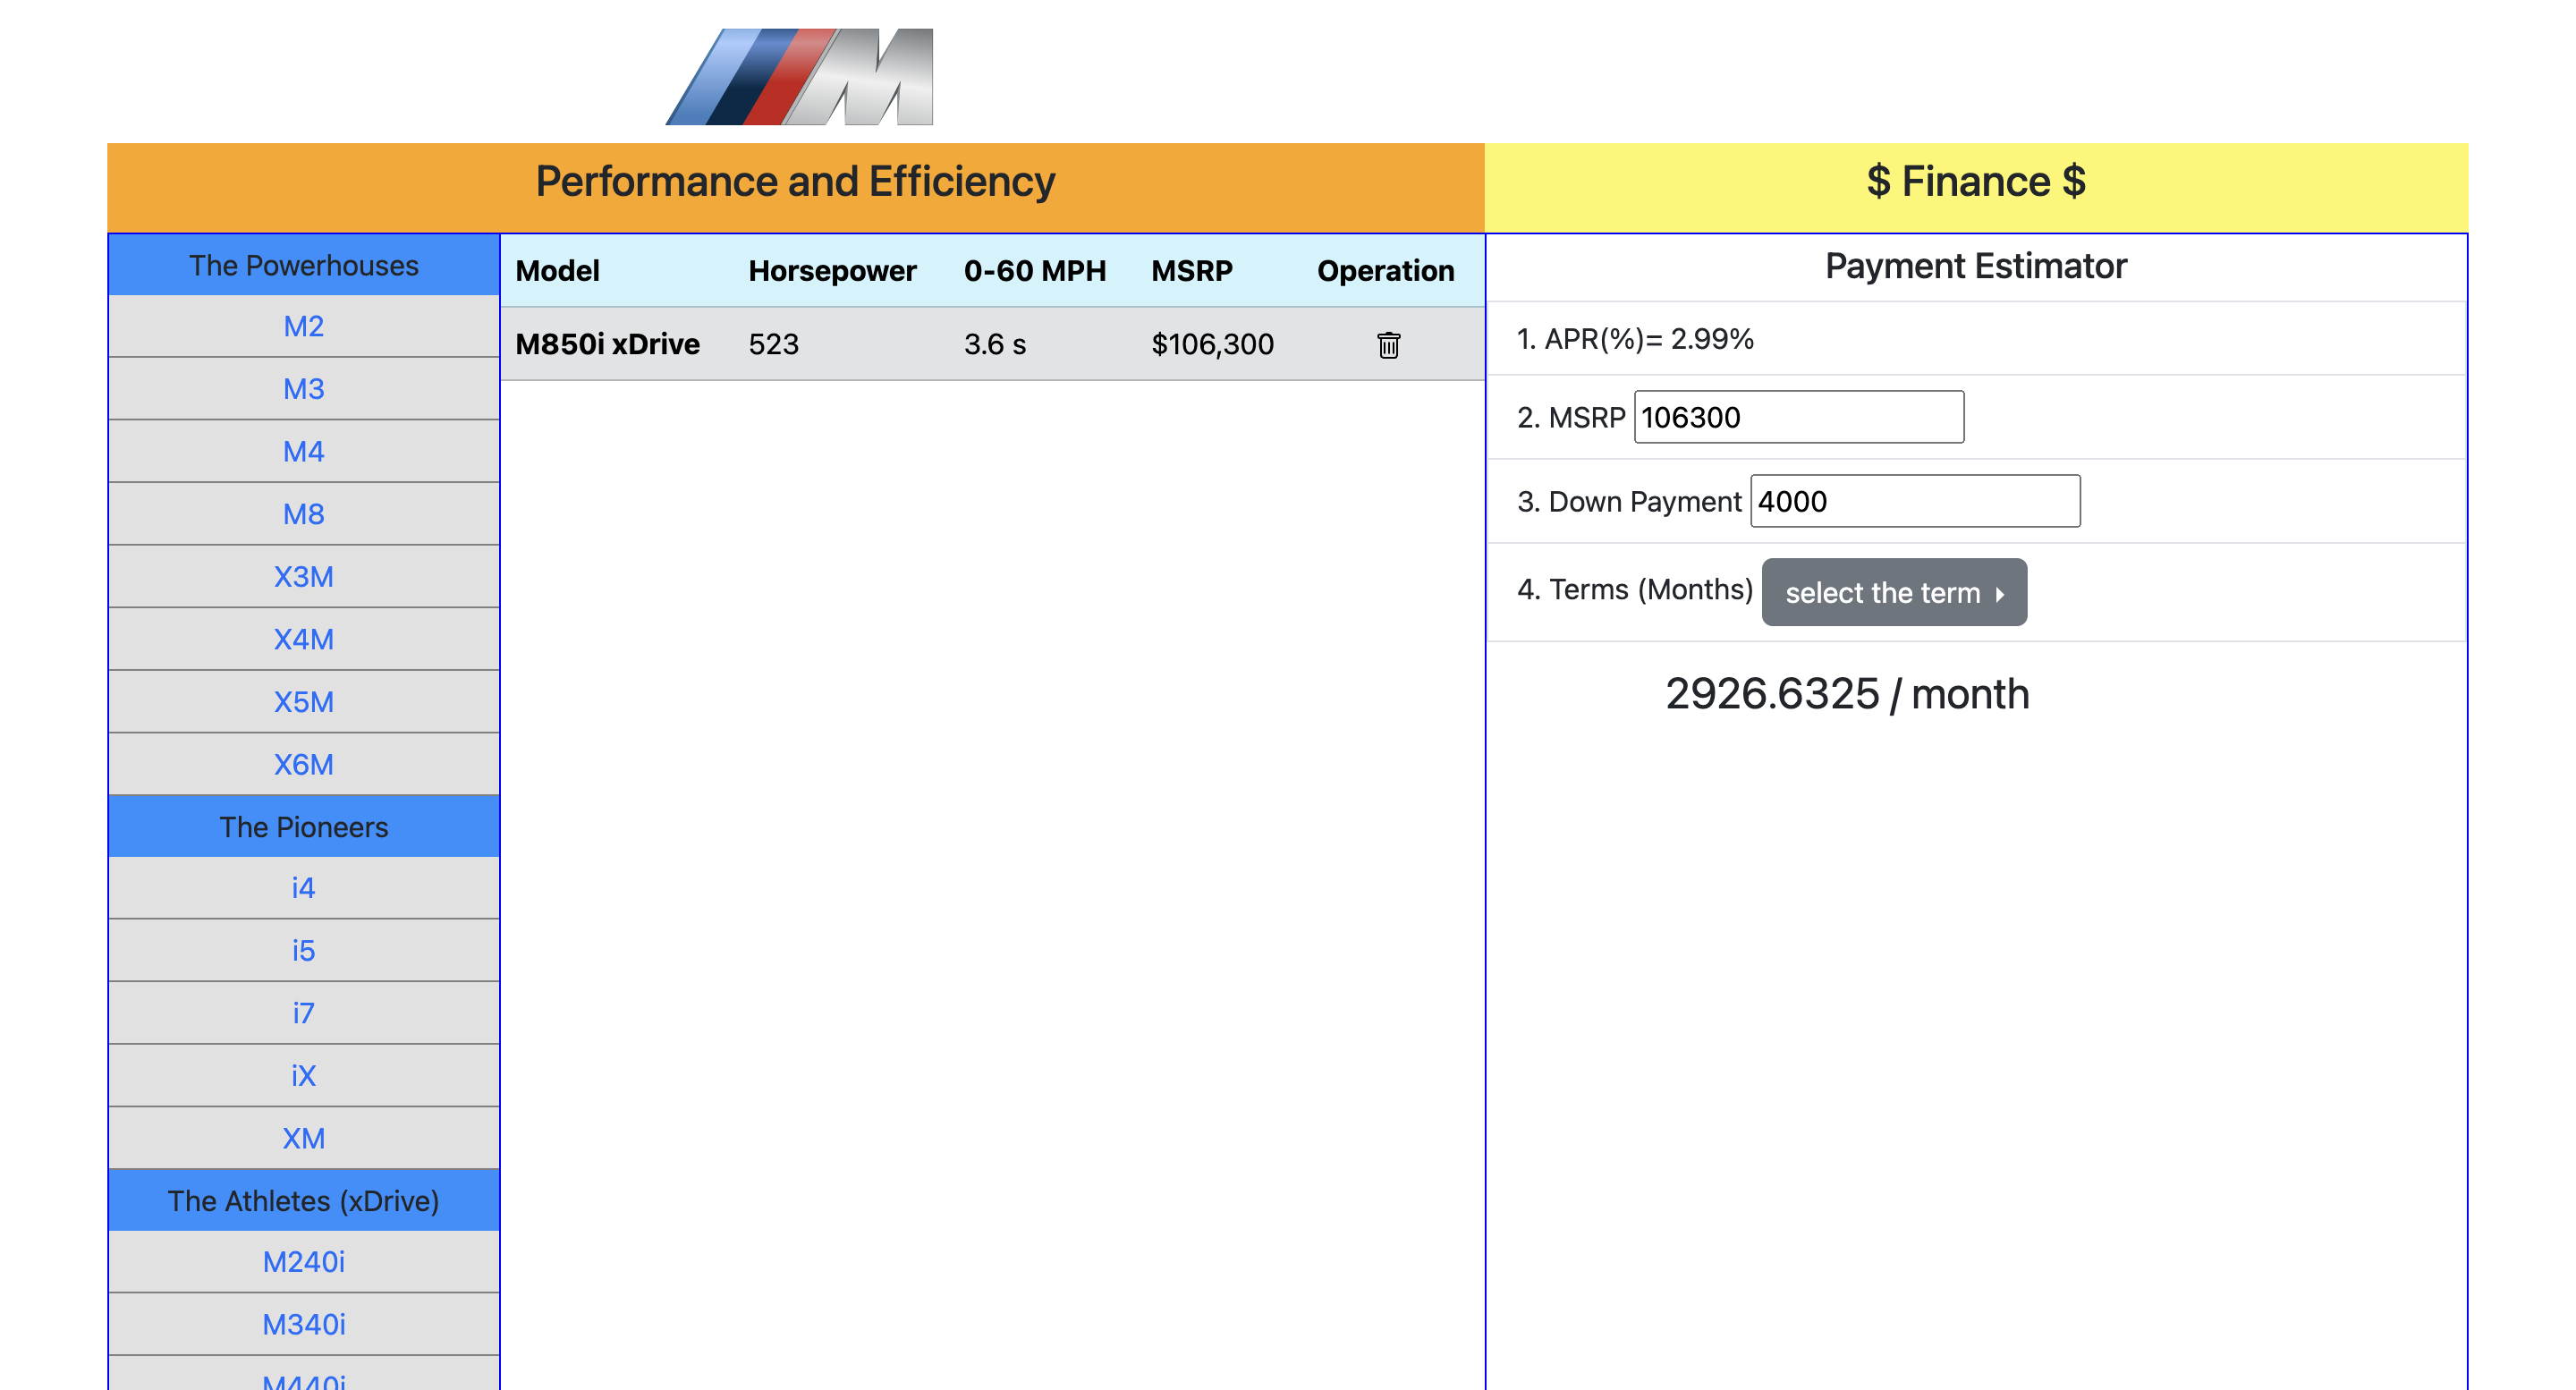 M
Performance and Efficiency
$ Finance $
The Powerhouses
M2
M3
M4
M8
X3M
X4M
X5M
X6M
The Pioneers
i4
i5
i7
iX
XM
The Athletes (xDrive)
M240i
M340i
M440i
Model Horsepower 0-60 MPH MSRP Operation
M850i xDrive 523 3.6 s $106,300
Payment Estimator
1. APR(%)= 2.99%
2. MSRP 106300
3. Down Payment 4000
4. Terms (Months) select the term
2926.6325 / month